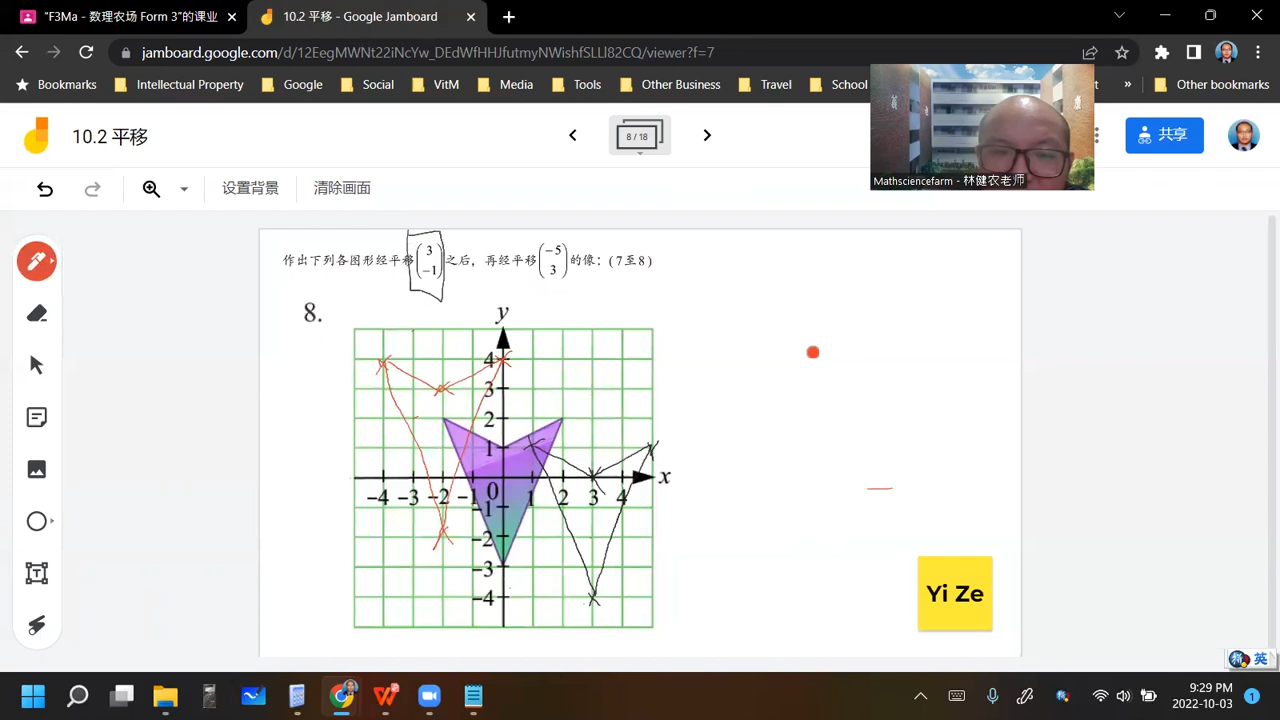 "F3Ma - 数理农场 Form 3"的课业
10.2 平移 - Google Jamboard
jamboard.google.com/d/12EegMWNt22iNcYw_DEdWfHHJfutmyNWishfSLLl82CQ/viewer?f=7
Bookmarks
Intellectual Property
Google
Social
VitM
Media
Tools
Other Business
Travel
School
»
Other bookmarks
10.2 平移
8 / 18
共享
Mathsciencefarm - 林健农老师
设置背景
清除画面
作出下列各图形经平移(3 -1)之后，再经平移(-5 3)的像：( 7至8 )
8.
y
4
3
2
1
x
-4 -3 -2 -1 0 1 2 3 4
-1
-2
-3
-4
Yi Ze
英
9:29 PM
2022-10-03
1